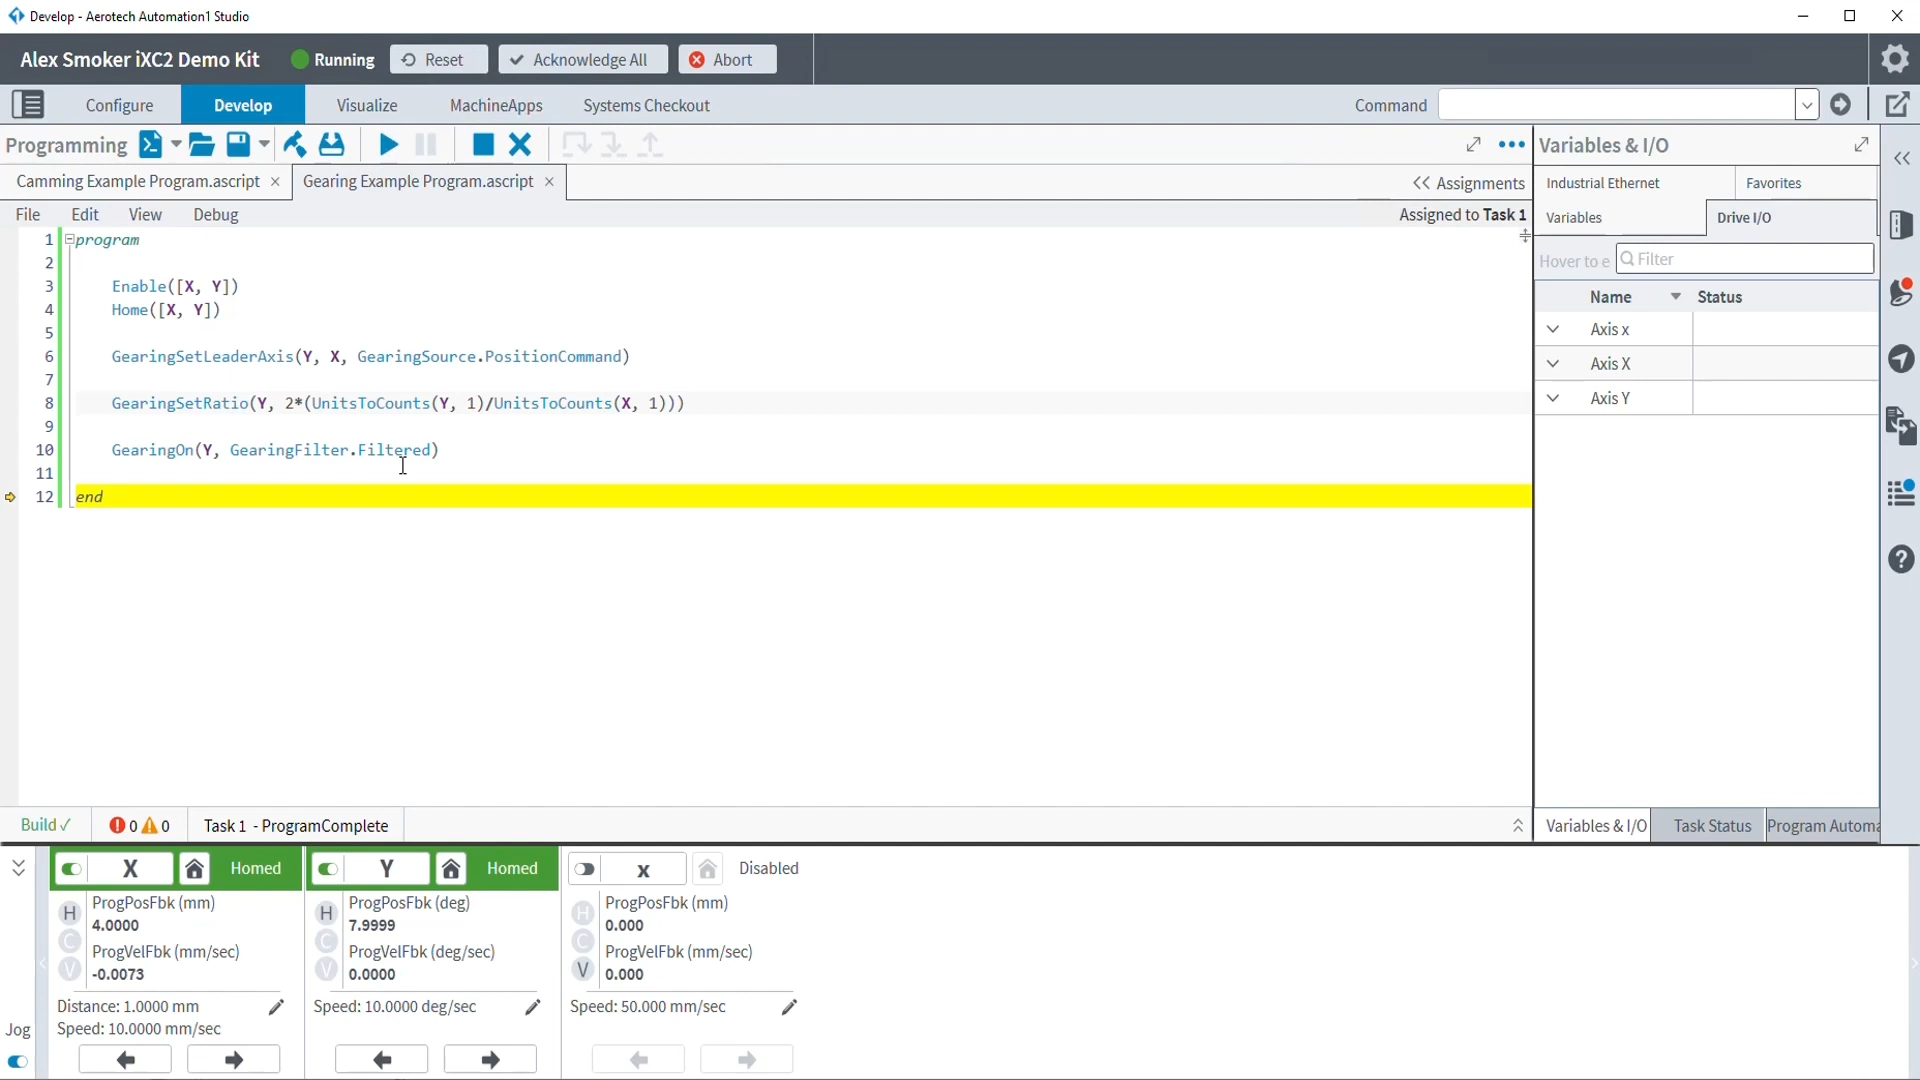 Develop - Aerotech Automation1 Studio
Alex Smoker iXC2 Demo Kit Running Reset Acknowledge All Abort
Configure Develop Visualize MachineApps Systems Checkout Command
Programming
Variables & I/O
Camming Example Program.ascript × Gearing Example Program.ascript × << Assignments
Industrial Ethernet Favorites
File Edit View Debug Assigned to Task 1
Variables Drive I/O
1 program
2
Hover to e Filter
3 Enable([X, Y])
Name Status
4 Home([X, Y])
5
Axis x
6 GearingSetLeaderAxis(Y, X, GearingSource.PositionCommand)
Axis X
7
8 GearingSetRatio(Y, 2*(UnitsToCounts(Y, 1)/UnitsToCounts(X, 1)))
Axis Y
9
10 GearingOn(Y, GearingFilter.Filtered)
11
12 end
Build✓ 0 0 Task 1 - ProgramComplete
Variables & I/O Task Status Program Automa
X Homed Y Homed x Disabled
H ProgPosFbk (mm) H ProgPosFbk (deg) H ProgPosFbk (mm)
4.0000 7.9999 0.000
C C C
ProgVelFbk (mm/sec) ProgVelFbk (deg/sec) ProgVelFbk (mm/sec)
V -0.0073 V 0.0000 V 0.000
Distance: 1.0000 mm Speed: 10.0000 deg/sec Speed: 50.000 mm/sec
Jog Speed: 10.0000 mm/sec